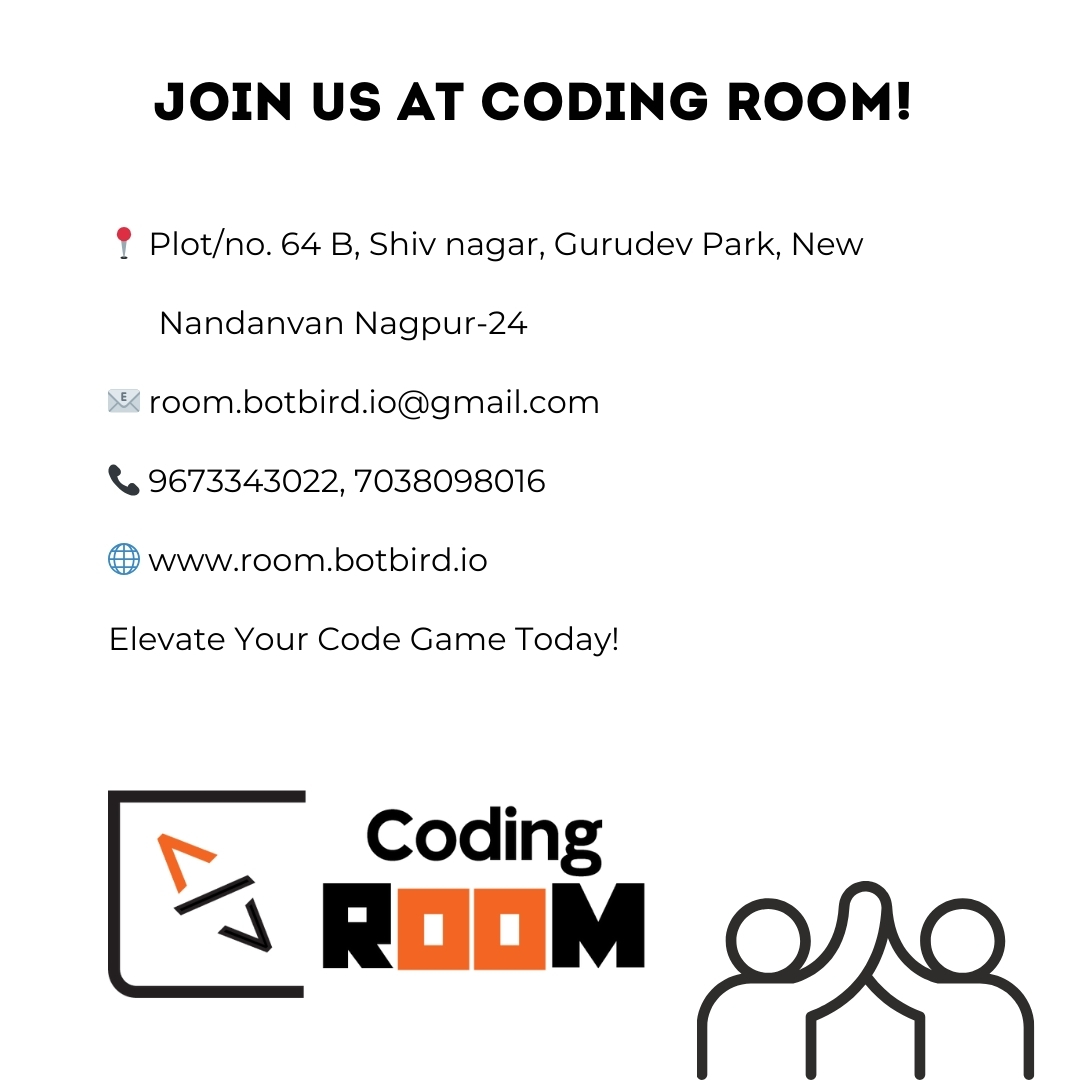 JOIN US AT CODING ROOM!
📍 Plot/no. 64 B, Shiv nagar, Gurudev Park, New
Nandanvan Nagpur-24
📧 room.botbird.io@gmail.com
📞 9673343022, 7038098016
🌐 www.room.botbird.io
Elevate Your Code Game Today!
Coding
ROOM